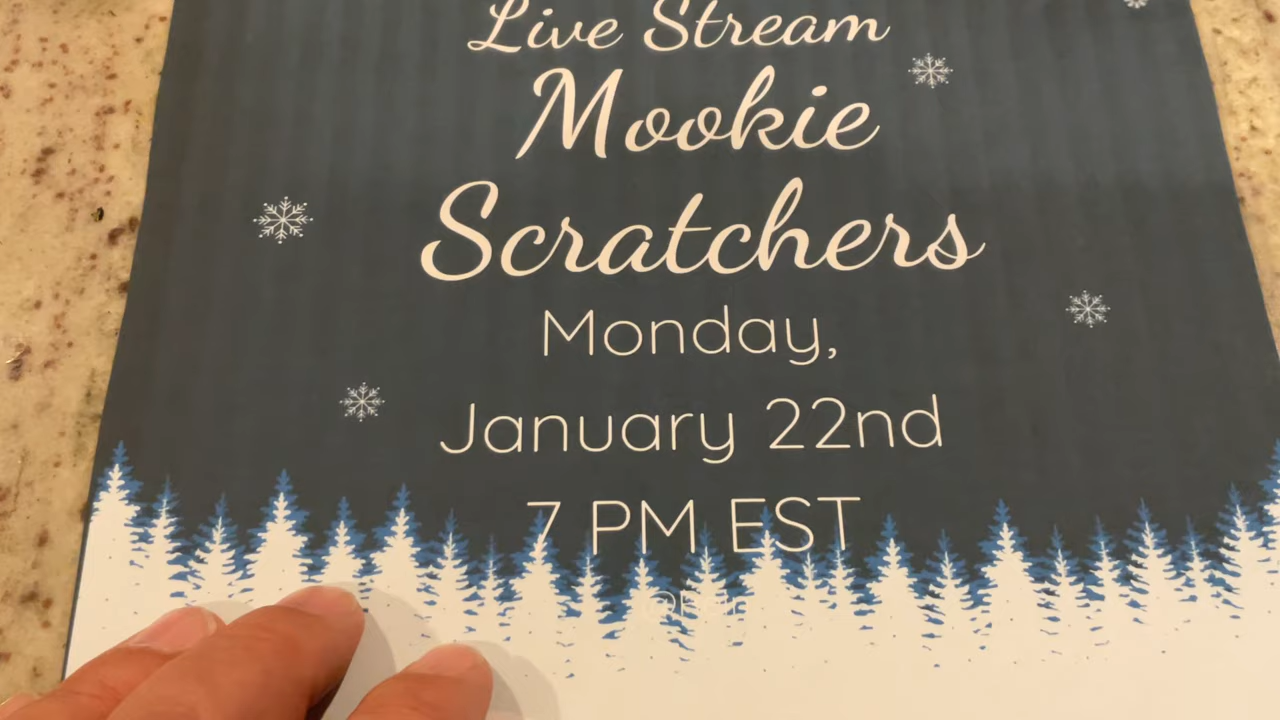 Live Stream
Mookie
Scratchers
Monday,
January 22nd
7 PM EST